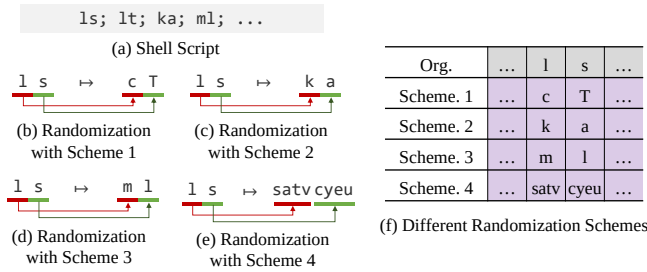 ls; lt; ka; ml; ...
(a) Shell Script
l s ↦ c T
l s ↦ k a
(b) Randomization
with Scheme 1
(c) Randomization
with Scheme 2
l s ↦ m l
l s ↦ satv cyeu
(d) Randomization
with Scheme 3
(e) Randomization
with Scheme 4
Org. ... l s ...
Scheme. 1 ... c T ...
Scheme. 2 ... k a ...
Scheme. 3 ... m l ...
Scheme. 4 ... satv cyeu ...
(f) Different Randomization Schemes